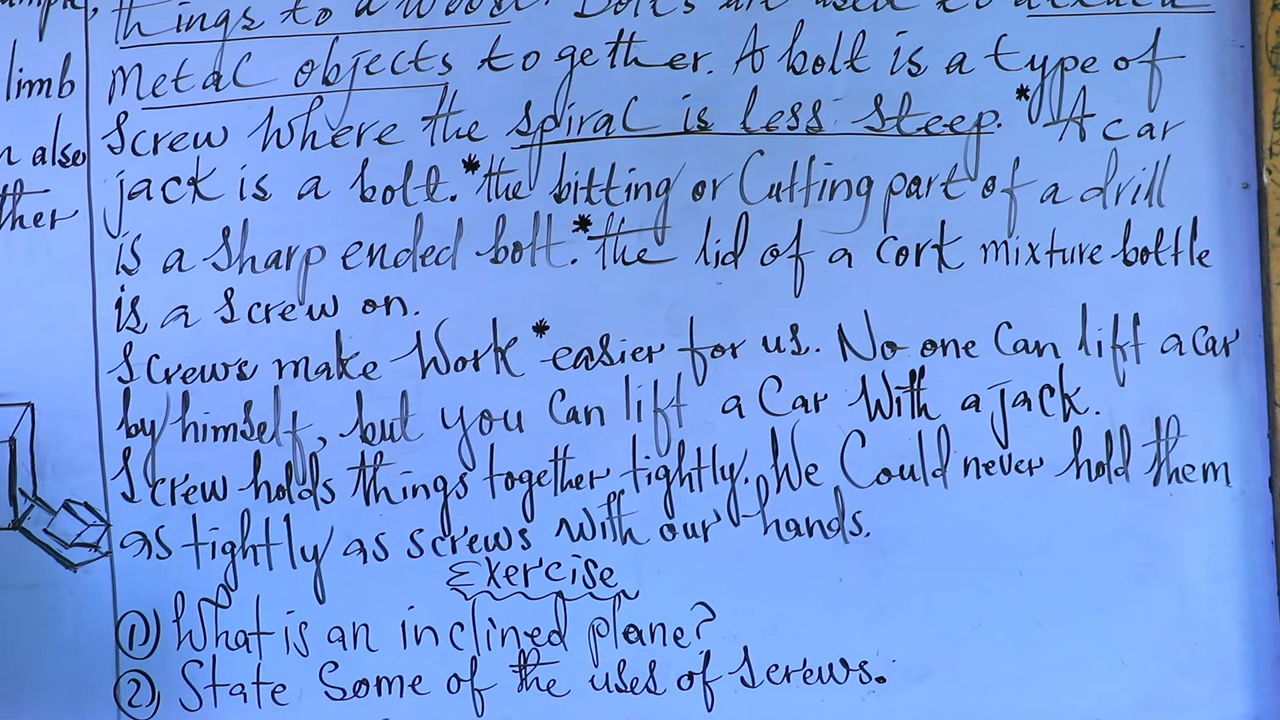 things to a wood. Bolts are used to attach
limb
Metal objects together. A bolt is a type of
n also
Screw where the spiral is less steep. * A car
ther
jack is a bolt. * the bitting or Cutting part of a drill
is a sharp ended bolt. * the lid of a cork mixture bottle
is a screw on.
Screws make work * easier for us. No one can lift a car
by himself, but you can lift a Car with a jack.
Screw holds things together tightly. We Could never hold them
as tightly as screws with our hands.
Exercise
1) What is an inclined plane?
2) State Some of the uses of screws.